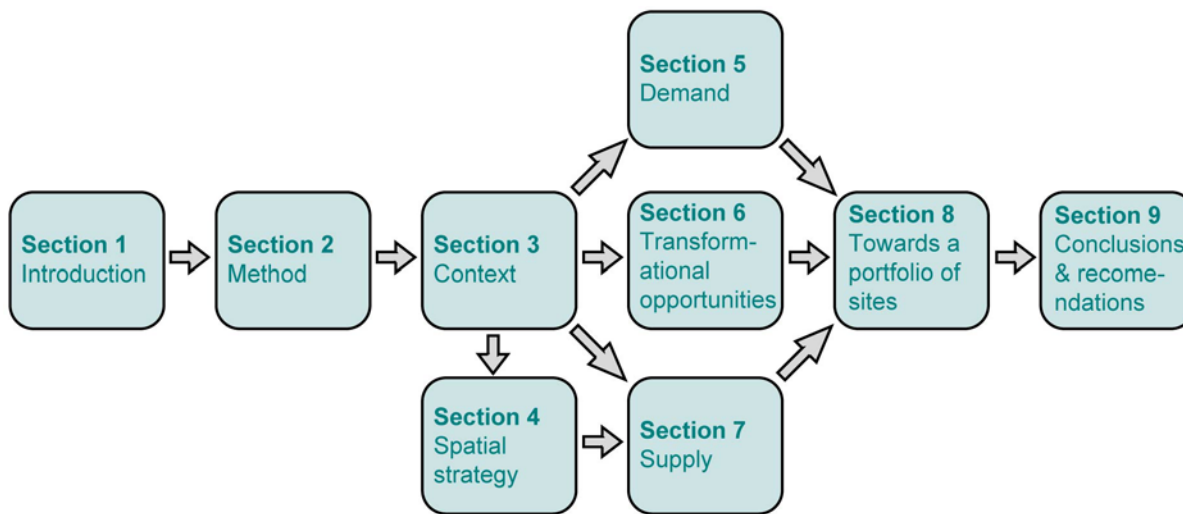 Section 1
Introduction
Section 2
Method
Section 3
Context
Section 4
Spatial
strategy
Section 5
Demand
Section 6
Transform-
ational
opportunities
Section 7
Supply
Section 8
Towards a
portfolio of
sites
Section 9
Conclusions
& recome-
ndations